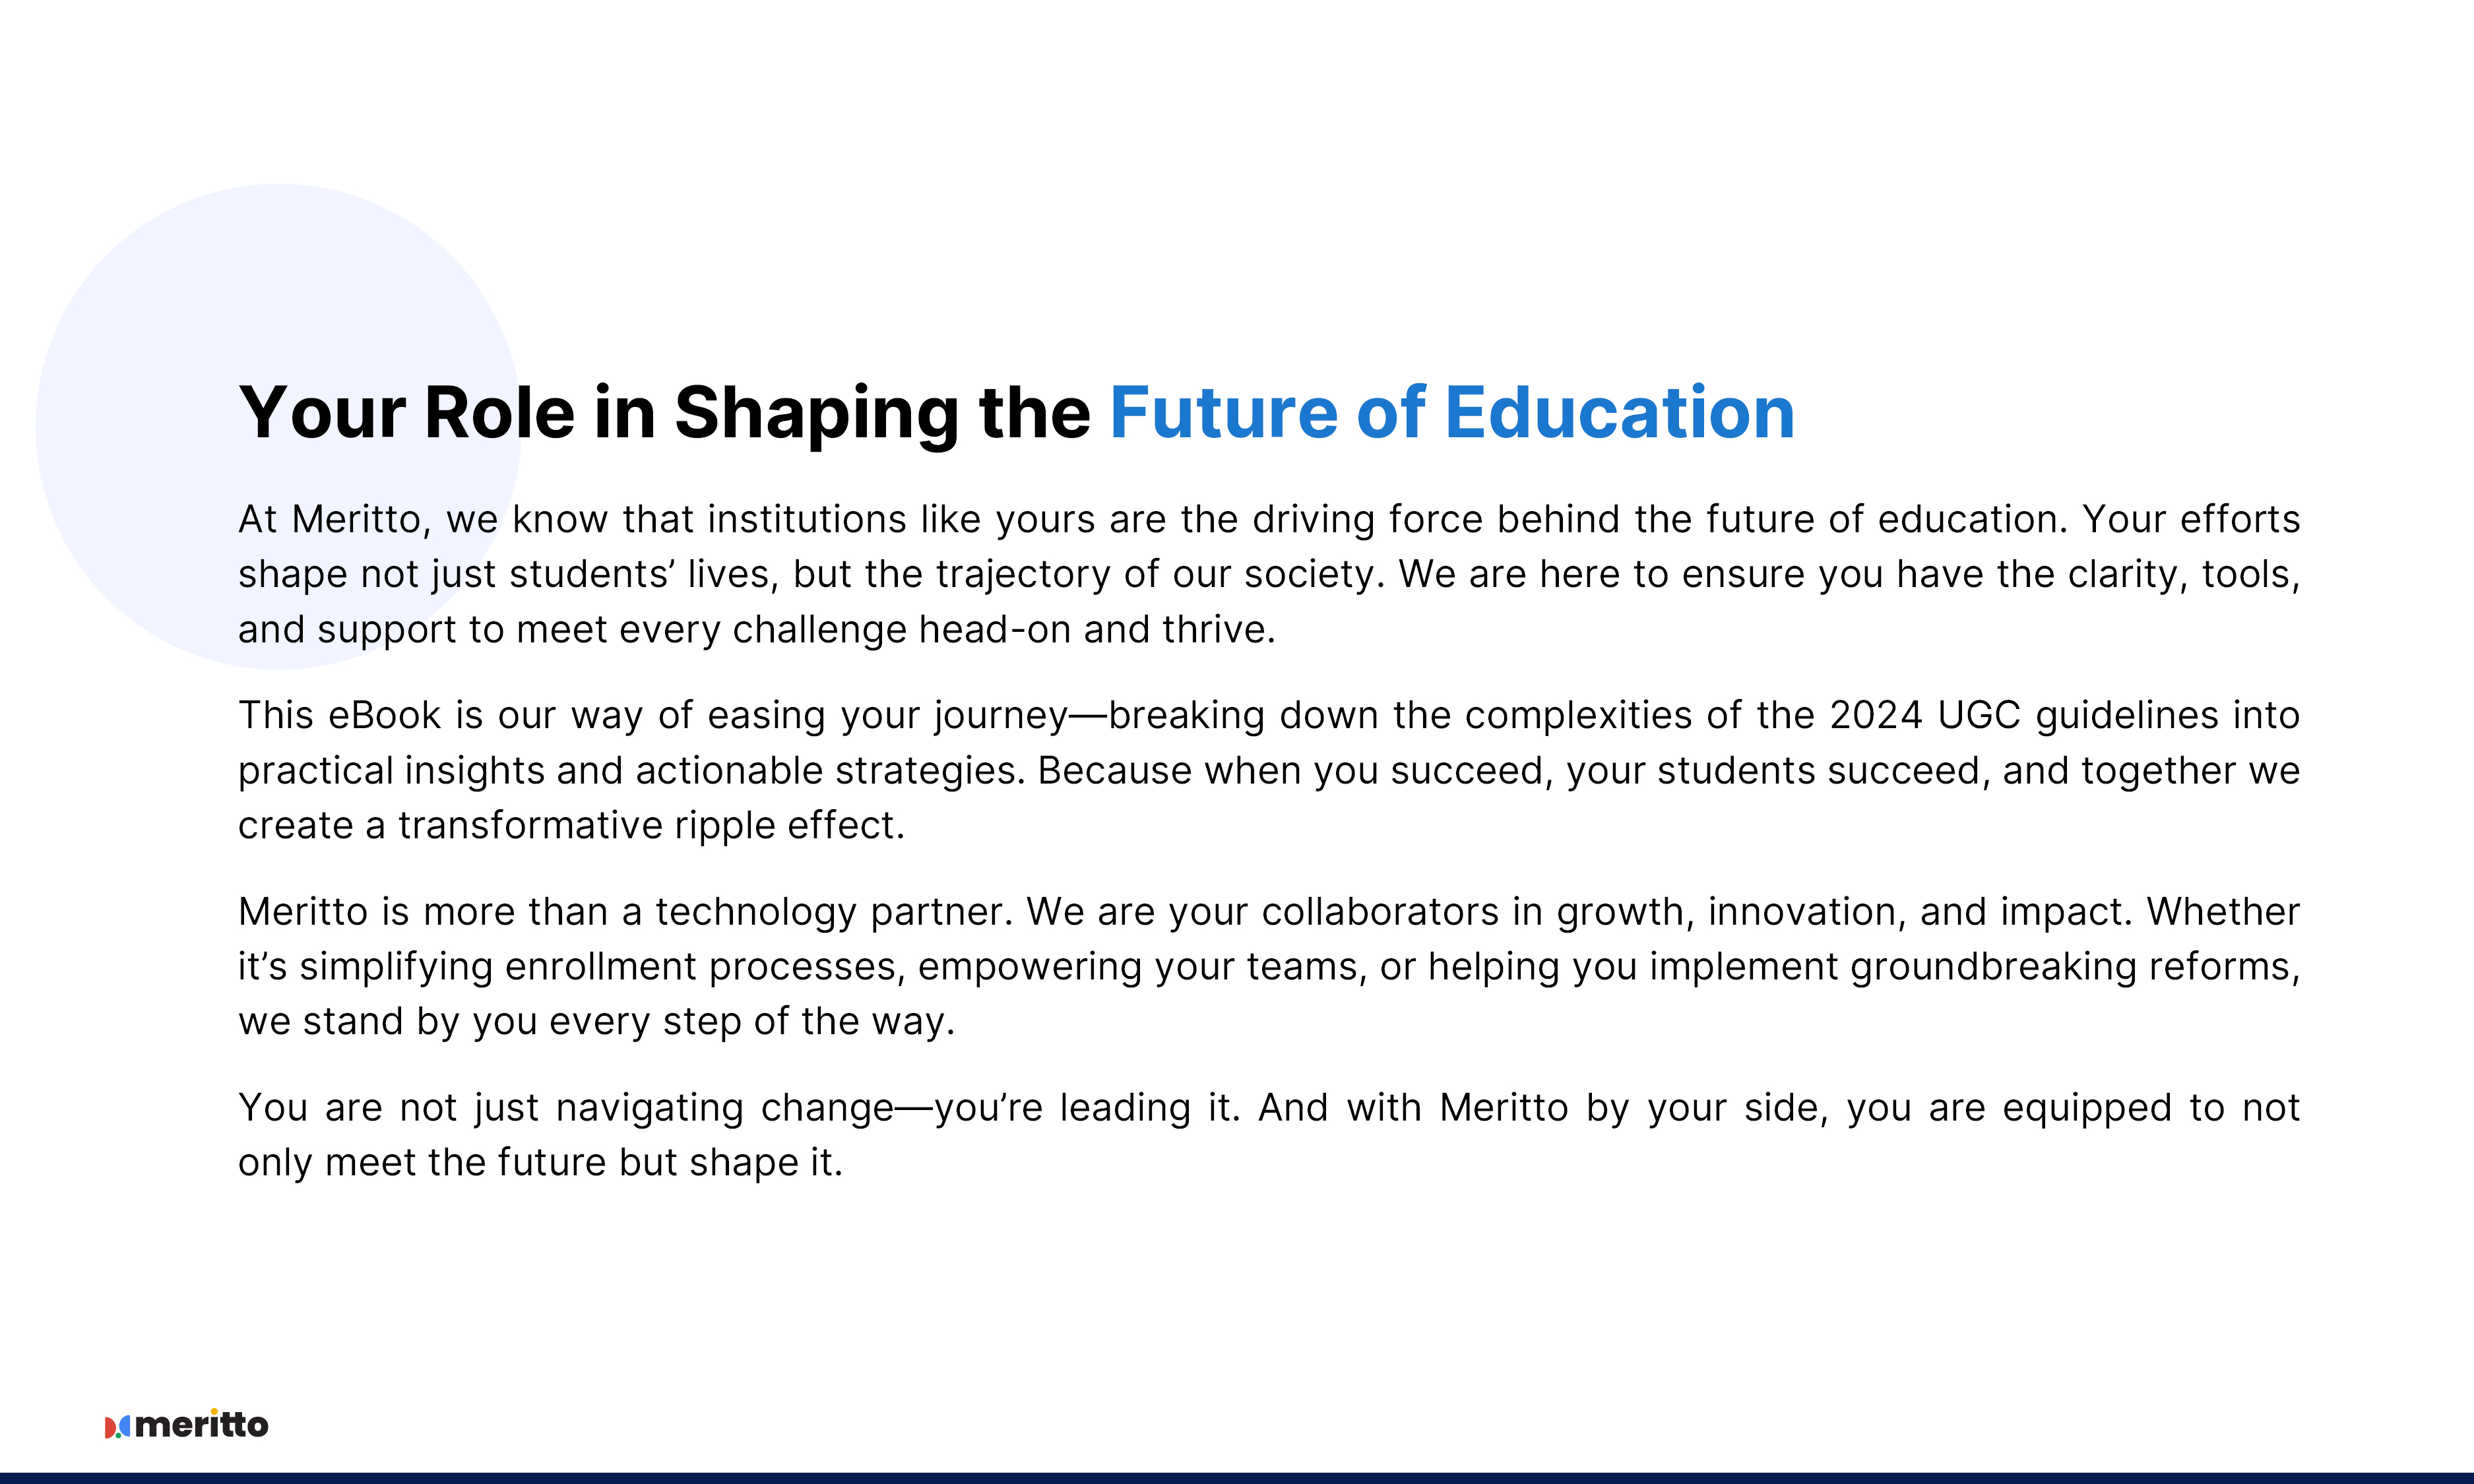 Your Role in Shaping the Future of Education
At Meritto, we know that institutions like yours are the driving force behind the future of education. Your efforts
shape not just students’ lives, but the trajectory of our society. We are here to ensure you have the clarity, tools,
and support to meet every challenge head-on and thrive.
This eBook is our way of easing your journey—breaking down the complexities of the 2024 UGC guidelines into
practical insights and actionable strategies. Because when you succeed, your students succeed, and together we
create a transformative ripple effect.
Meritto is more than a technology partner. We are your collaborators in growth, innovation, and impact. Whether
it’s simplifying enrollment processes, empowering your teams, or helping you implement groundbreaking reforms,
we stand by you every step of the way.
You are not just navigating change—you’re leading it. And with Meritto by your side, you are equipped to not
only meet the future but shape it.
meritto